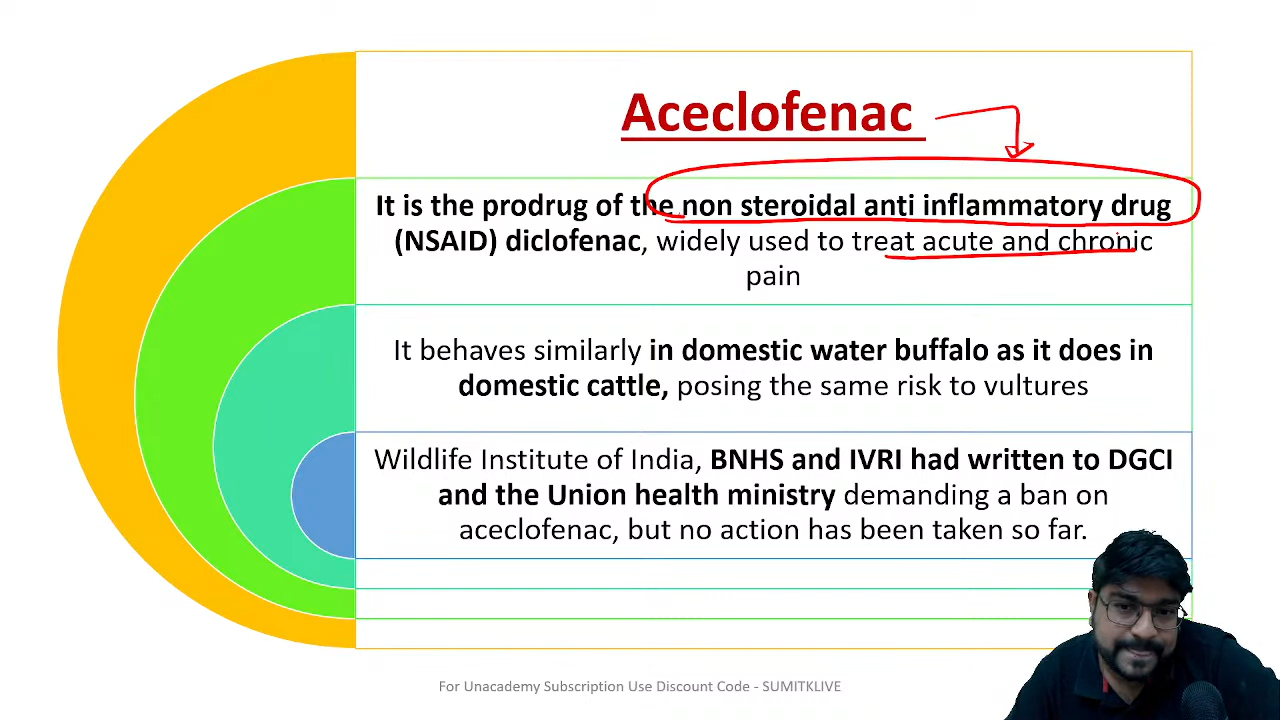 Aceclofenac
It is the prodrug of the non steroidal anti inflammatory drug
(NSAID) diclofenac, widely used to treat acute and chronic
pain
It behaves similarly in domestic water buffalo as it does in
domestic cattle, posing the same risk to vultures
Wildlife Institute of India, BNHS and IVRI had written to DGCI
and the Union health ministry demanding a ban on
aceclofenac, but no action has been taken so far.
For Unacademy Subscription Use Discount Code - SUMITKLIVE